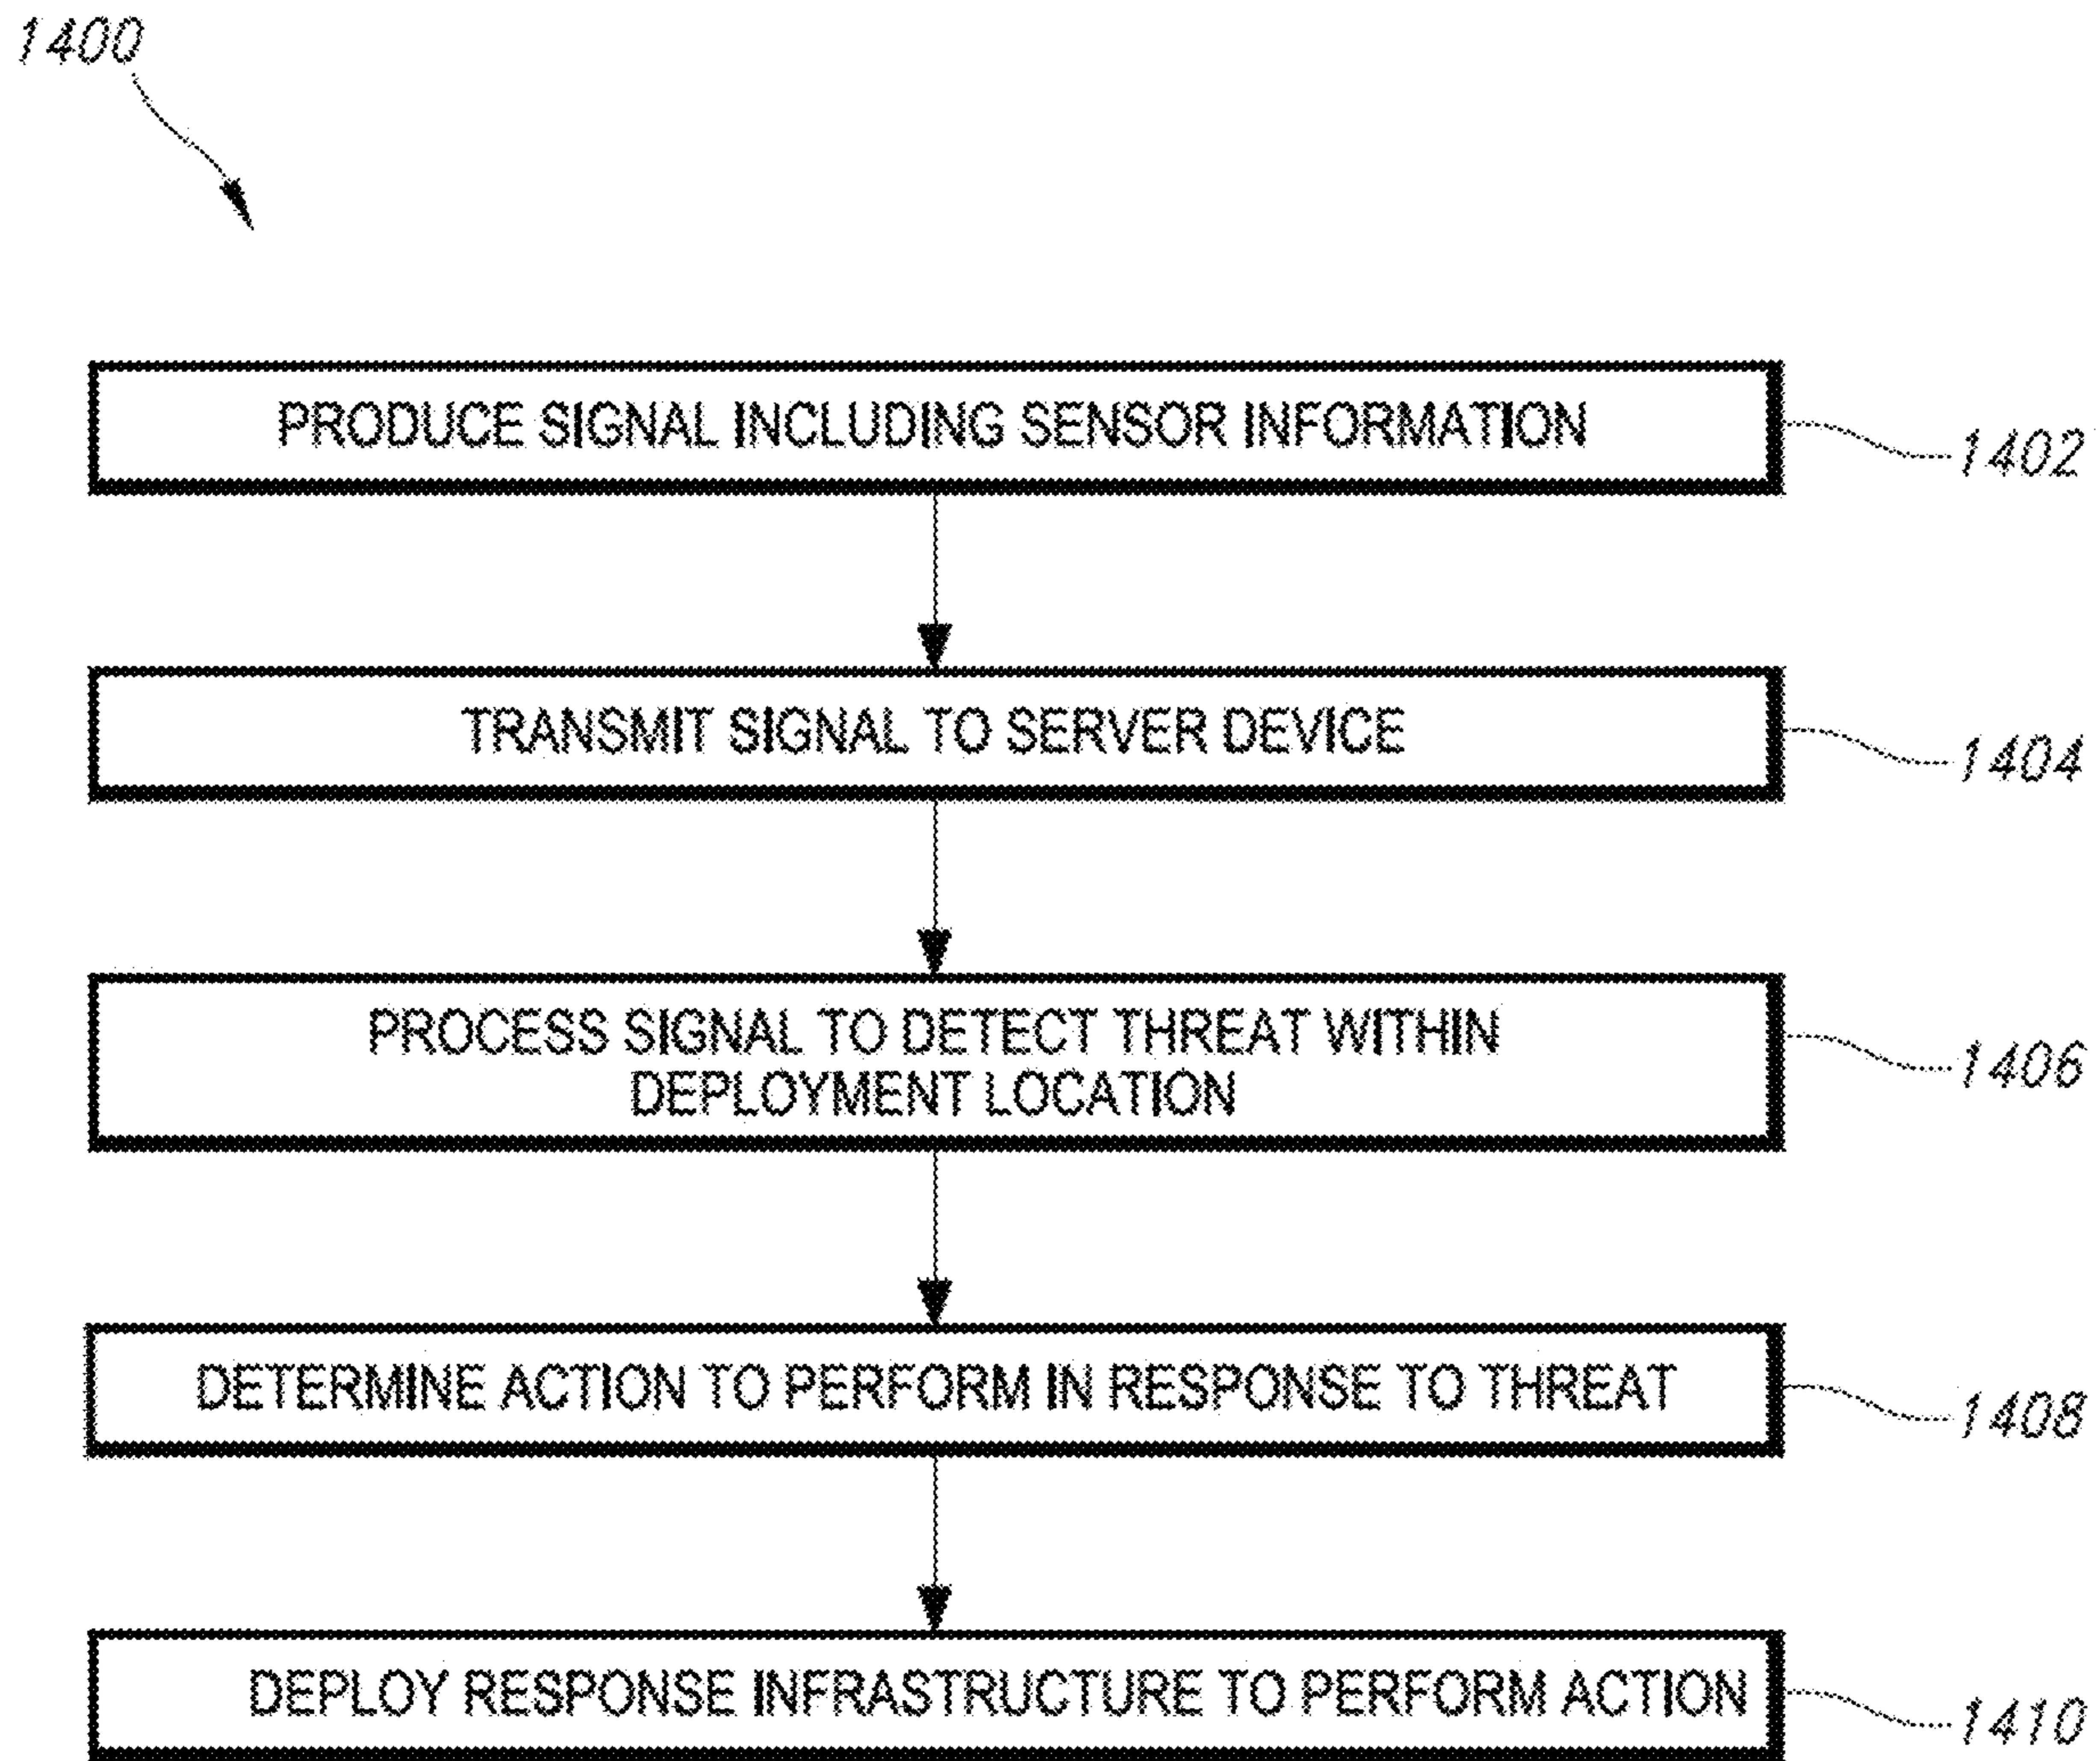 1400
PRODUCE SIGNAL INCLUDING SENSOR INFORMATION
1402
TRANSMIT SIGNAL TO SERVER DEVICE
1404
PROCESS SIGNAL TO DETECT THREAT WITHIN
DEPLOYMENT LOCATION
1406
DETERMINE ACTION TO PERFORM IN RESPONSE TO THREAT
1408
DEPLOY RESPONSE INFRASTRUCTURE TO PERFORM ACTION
1410